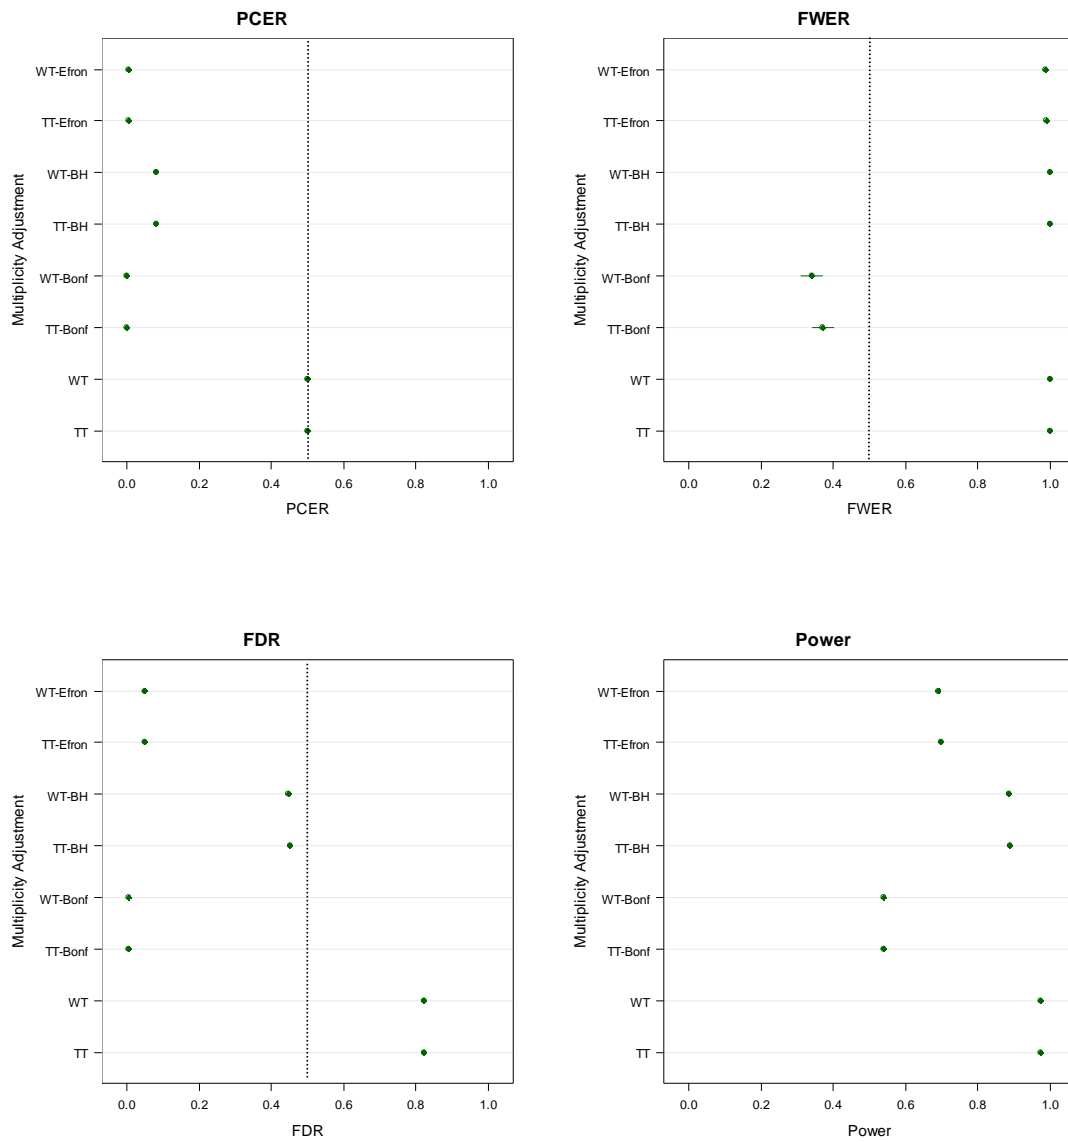 PCER
Multiplicity Adjustment
WT-Efron
TT-Efron
WT-BH
TT-BH
WT-Bonf
TT-Bonf
WT
TT
0.0 0.2 0.4 0.6 0.8 1.0
PCER
FWER
Multiplicity Adjustment
WT-Efron
TT-Efron
WT-BH
TT-BH
WT-Bonf
TT-Bonf
WT
TT
0.0 0.2 0.4 0.6 0.8 1.0
FWER
FDR
Multiplicity Adjustment
WT-Efron
TT-Efron
WT-BH
TT-BH
WT-Bonf
TT-Bonf
WT
TT
0.0 0.2 0.4 0.6 0.8 1.0
FDR
Power
Multiplicity Adjustment
WT-Efron
TT-Efron
WT-BH
TT-BH
WT-Bonf
TT-Bonf
WT
TT
0.0 0.2 0.4 0.6 0.8 1.0
Power